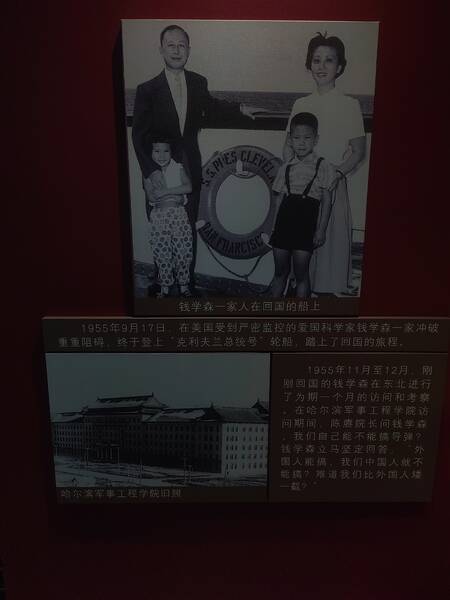 S.S. PRES CLEVELA
SAN FRANCISCO
钱学森一家人在回国的船上
1955年9月17日，在美国受到严密监控的爱国科学家钱学森一家冲破
重重阻碍，终于登上“克利夫兰总统号”轮船，踏上了回国的旅程。
1955年11月至12月，刚
刚回国的钱学森在东北进行
了为期一个月的访问和考察
。在哈尔滨军事工程学院访
问期间，陈赓院长问钱学森
，我们自己能不能搞导弹？
钱学森立马坚定回答，“外
国人能搞，我们中国人就不
能搞？难道我们比外国人矮
一截？”
哈尔滨军事工程学院旧照